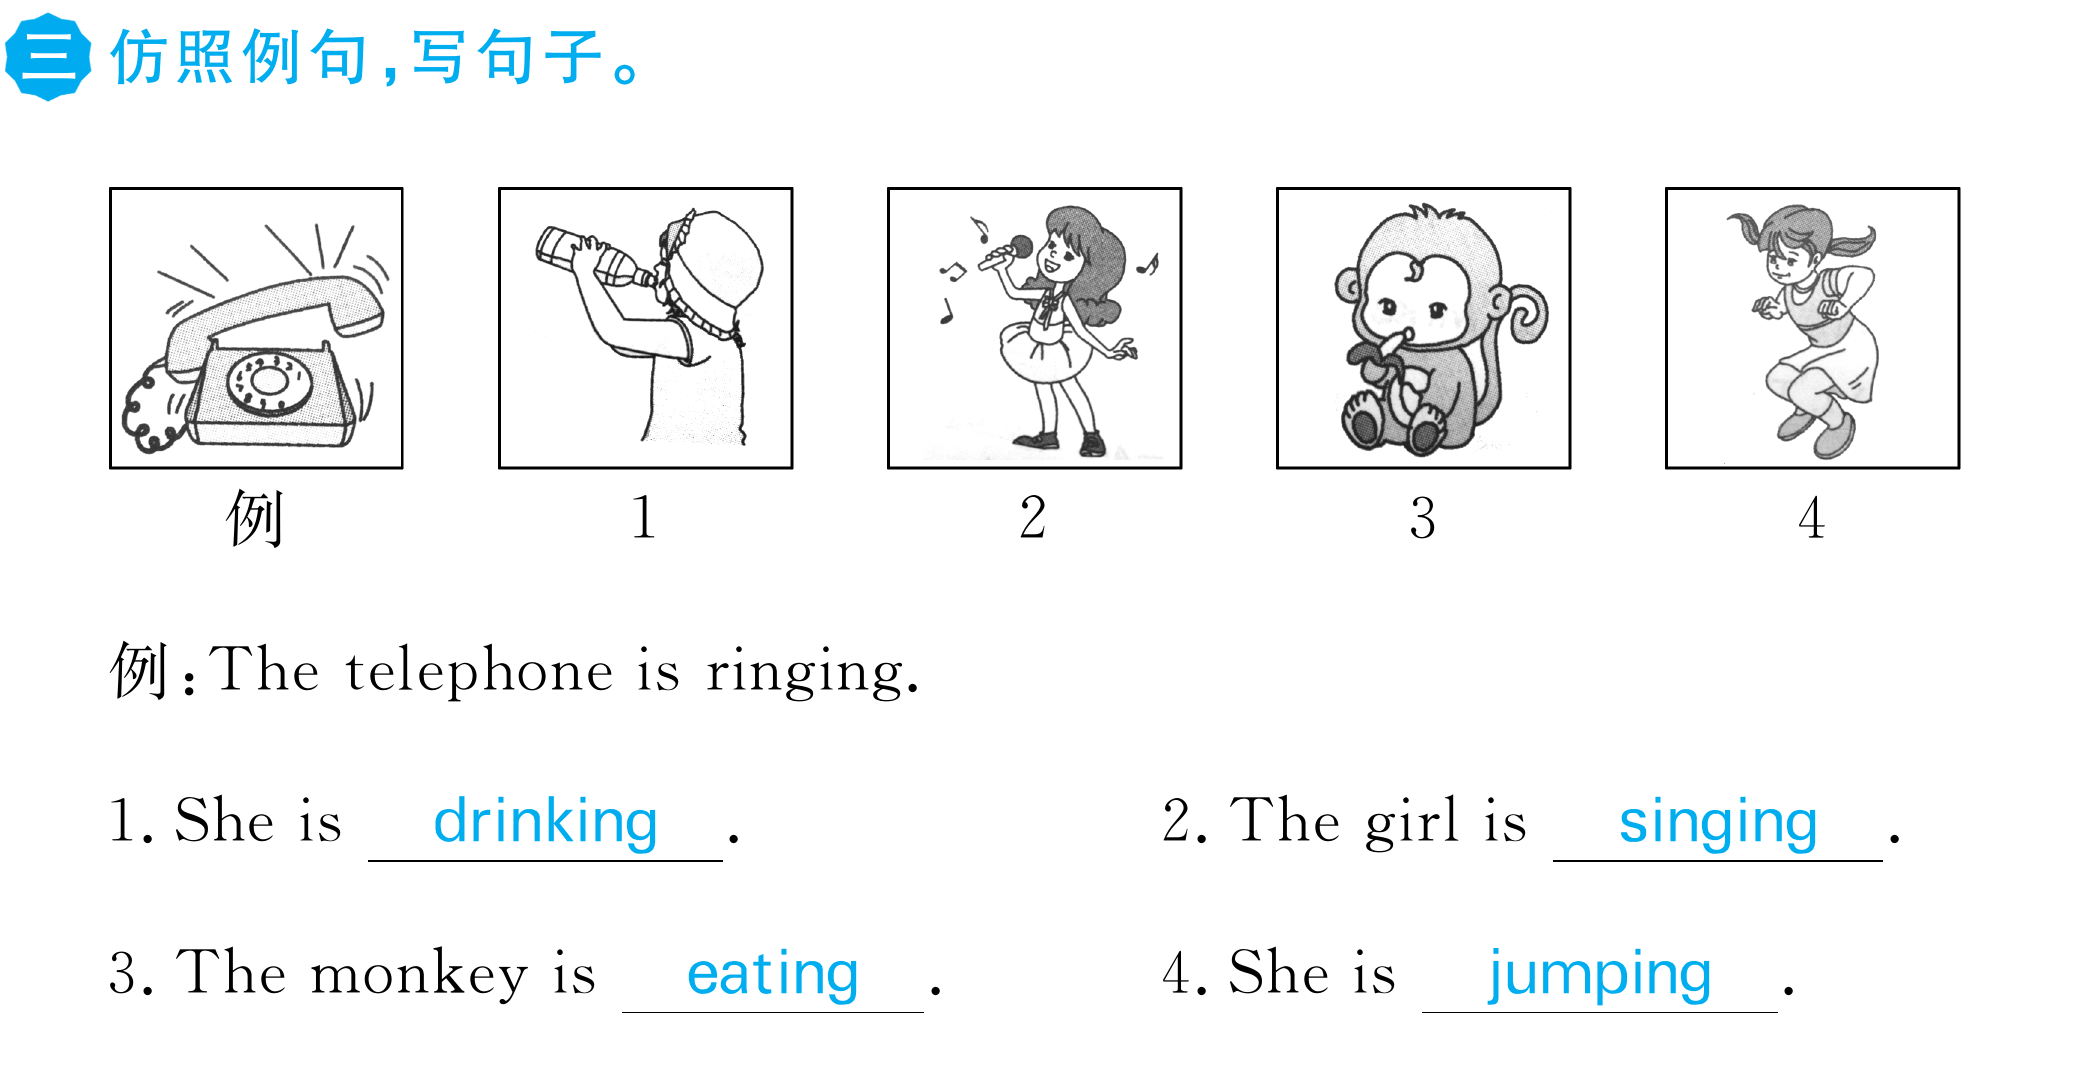 三 仿照例句,写句子。
例 1 2 3 4
例:The telephone is ringing.
1. She is drinking.
2. The girl is singing.
3. The monkey is eating.
4. She is jumping.